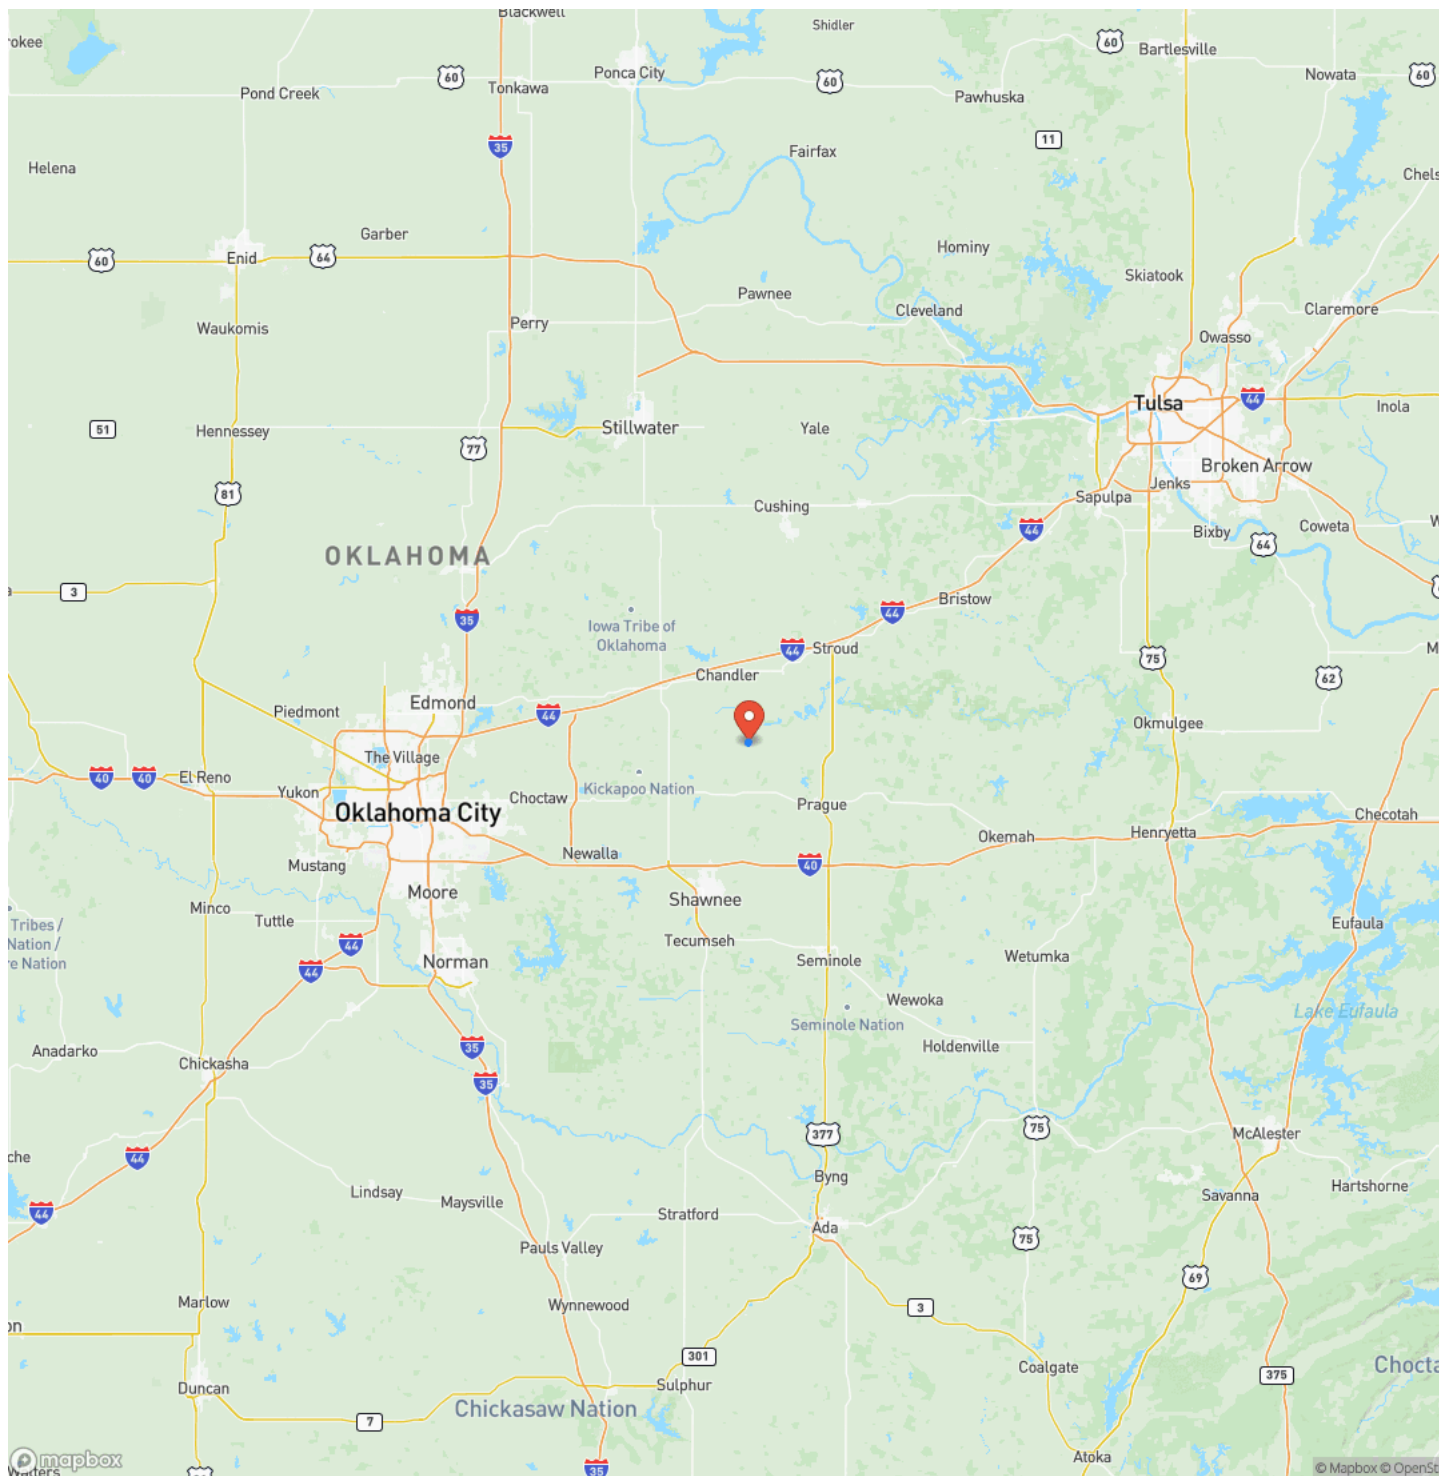 Blackwell
Shidler
60
Bartlesville
rokee
Ponca City
60
60
Nowata
60
Pond Creek
Tonkawa
Pawhuska
11
35
Fairfax
Helena
Chels
Garber
Hominy
60
Enid
64
Skiatook
Pawnee
Cleveland
Claremore
Waukomis
Perry
Owasso
Tulsa
44
Inola
51
Hennessey
77
Stillwater
Yale
Broken Arrow
81
Jenks
Sapulpa
Cushing
44
Bixby
Coweta
64
OKLAHOMA
3
Bristow
44
35
Iowa Tribe of
Oklahoma
44
Stroud
75
Chandler
62
Edmond
Piedmont
44
Okmulgee
The Village
40
40
El Reno
Kickapoo Nation
Yukon
Choctaw
Prague
Oklahoma City
Checotah
Okemah
Henryetta
Newalla
40
Mustang
Moore
Shawnee
Minco
Tuttle
Tribes /
Nation /
re Nation
44
Tecumseh
Eufaula
44
Norman
Seminole
Wetumka
Wewoka
Lake Eufaula
Seminole Nation
Anadarko
35
Holdenville
Chickasha
35
377
75
McAlester
che
44
Byng
Hartshorne
Lindsay
Maysville
Savanna
44
Stratford
Ada
75
Pauls Valley
69
Marlow
Wynnewood
3
on
301
Coalgate
Chocta
375
Duncan
Sulphur
Chickasaw Nation
7
Atoka
mapbox
Walters
35
© Mapbox © OpenSt